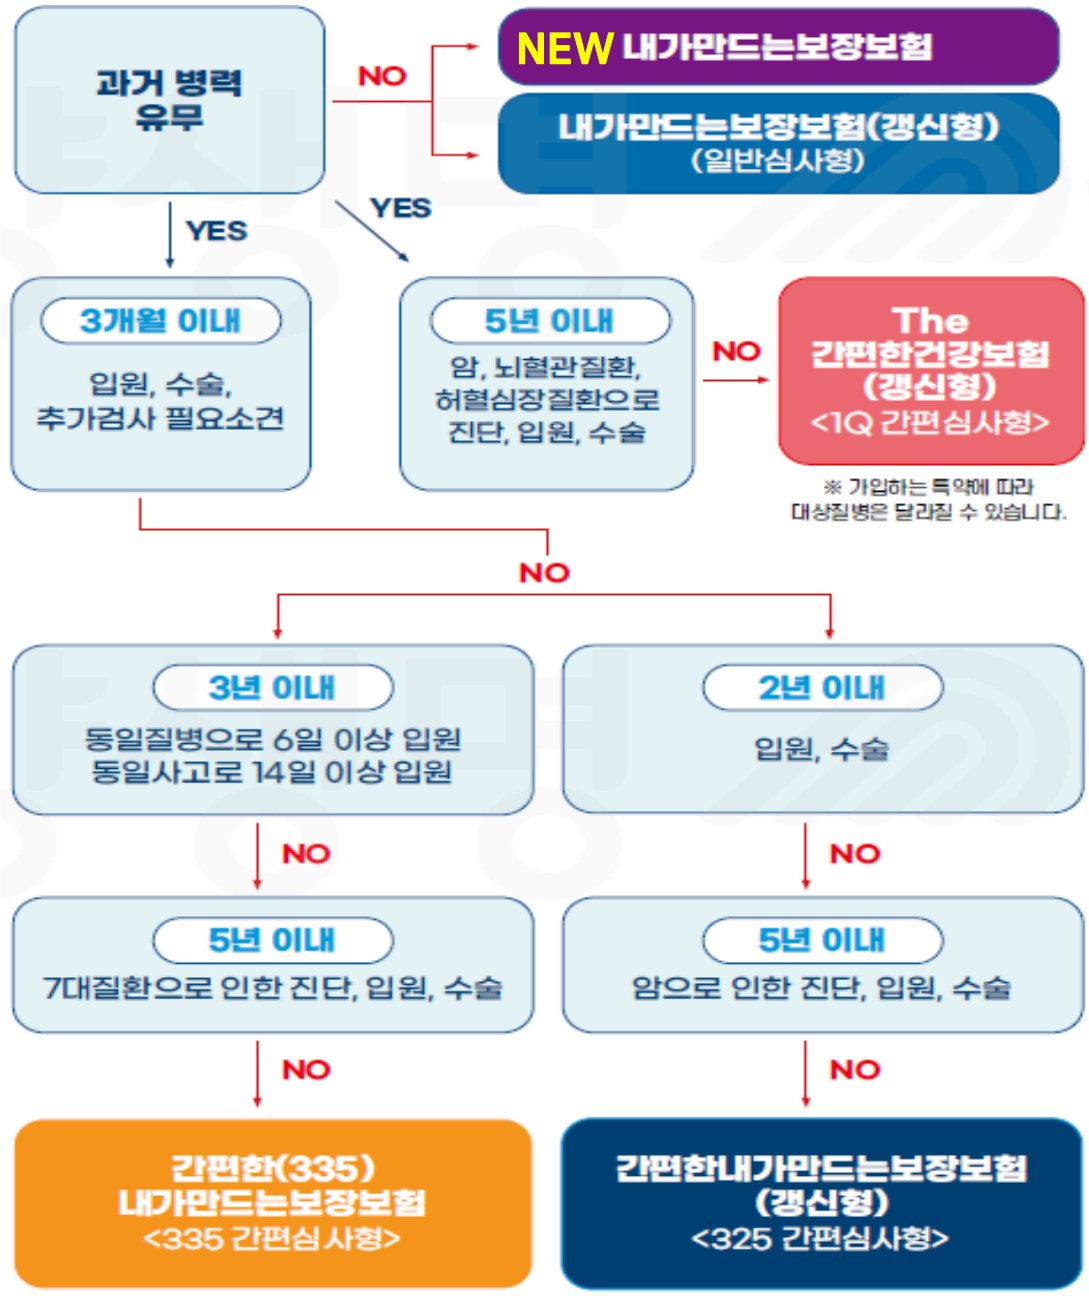 과거 병력
유무
NO
NEW 내가만드는보장보험
내가만드는보장보험(갱신형)
(일반심사형)
YES
YES
3개월 이내
입원, 수술,
추가검사 필요소견
5년 이내
암, 뇌혈관질환,
허혈심장질환으로
진단, 입원, 수술
NO
The
간편한건강보험
(갱신형)
<1Q 간편심사형>
※ 가입하는 특약에 따라
대상질병은 달라질 수 있습니다.
NO
3년 이내
동일질병으로 6일 이상 입원
동일사고로 14일 이상 입원
2년 이내
입원, 수술
NO
NO
5년 이내
7대질환으로 인한 진단, 입원, 수술
5년 이내
암으로 인한 진단, 입원, 수술
NO
NO
간편한(335)
내가만드는보장보험
<335 간편심사형>
간편한내가만드는보장보험
(갱신형)
<325 간편심사형>